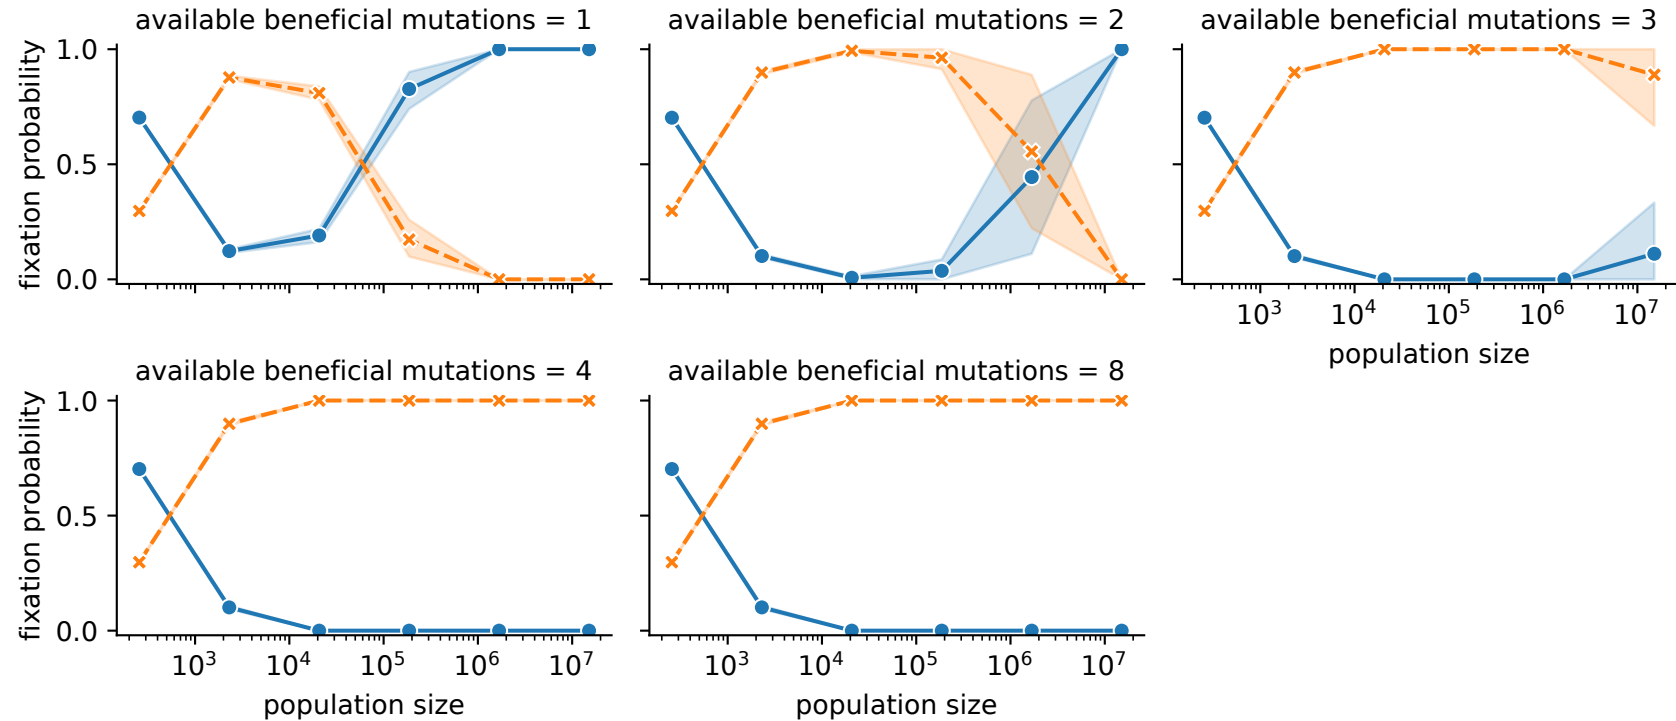 available beneficial mutations = 1
available beneficial mutations = 2
available beneficial mutations = 3
fixation probability
1.0
0.5
0.0
10³ 10⁴ 10⁵ 10⁶ 10⁷
population size
available beneficial mutations = 4
available beneficial mutations = 8
fixation probability
1.0
0.5
0.0
10³ 10⁴ 10⁵ 10⁶ 10⁷
population size
10³ 10⁴ 10⁵ 10⁶ 10⁷
population size